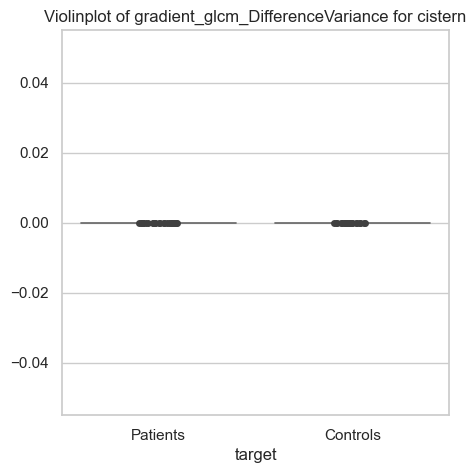 Violinplot of gradient_glcm_DifferenceVariance for cistern
0.04
0.02
0.00
−0.02
−0.04
Patients
Controls
target